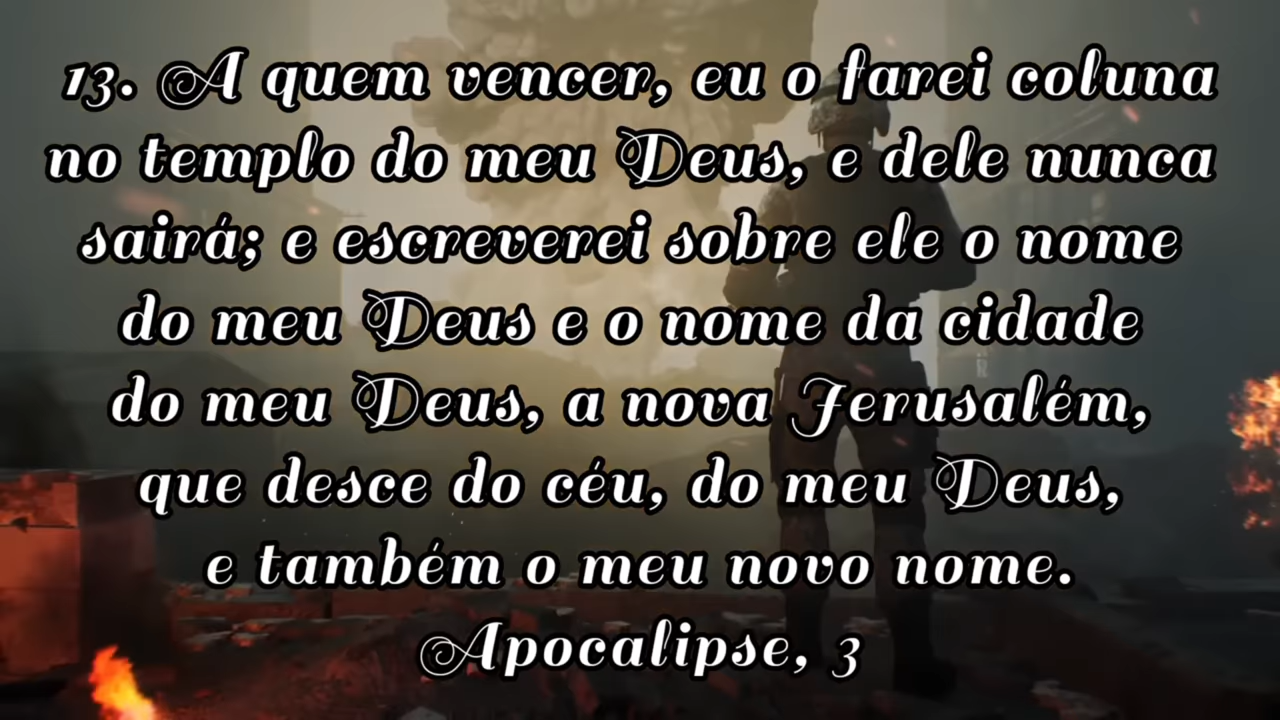 13. A quem vencer, eu o farei coluna
no templo do meu Deus, e dele nunca
sairá; e escreverei sobre ele o nome
do meu Deus e o nome da cidade
do meu Deus, a nova Jerusalém,
que desce do céu, do meu Deus,
e também o meu novo nome.
Apocalipse, 3